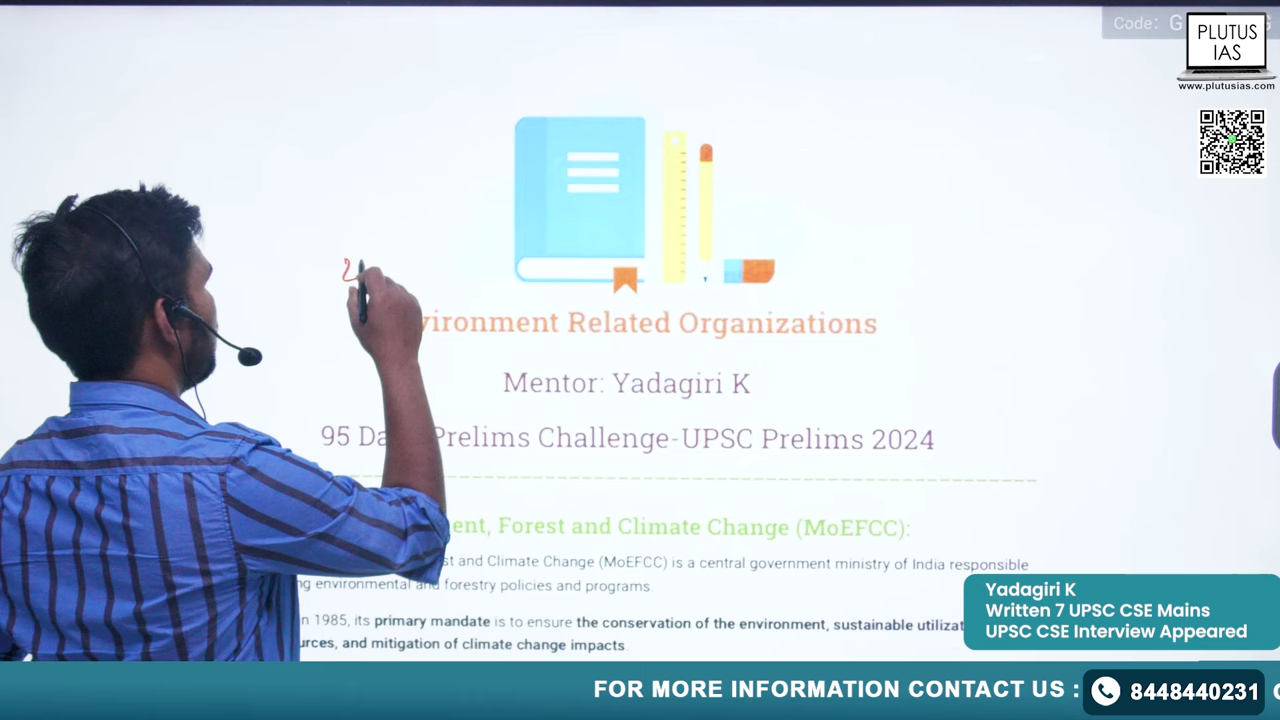 Code: G
PLUTUS
IAS
www.plutusias.com
vironment Related Organizations
Mentor: Yadagiri K
95 Da Prelims Challenge-UPSC Prelims 2024
ent, Forest and Climate Change (MoEFCC):
st and Climate Change (MoEFCC) is a central government ministry of India responsible
ng environmental and forestry policies and programs.
n 1985, its primary mandate is to ensure the conservation of the environment, sustainable utilizat
urces, and mitigation of climate change impacts.
Yadagiri K
Written 7 UPSC CSE Mains
UPSC CSE Interview Appeared
FOR MORE INFORMATION CONTACT US :
8448440231